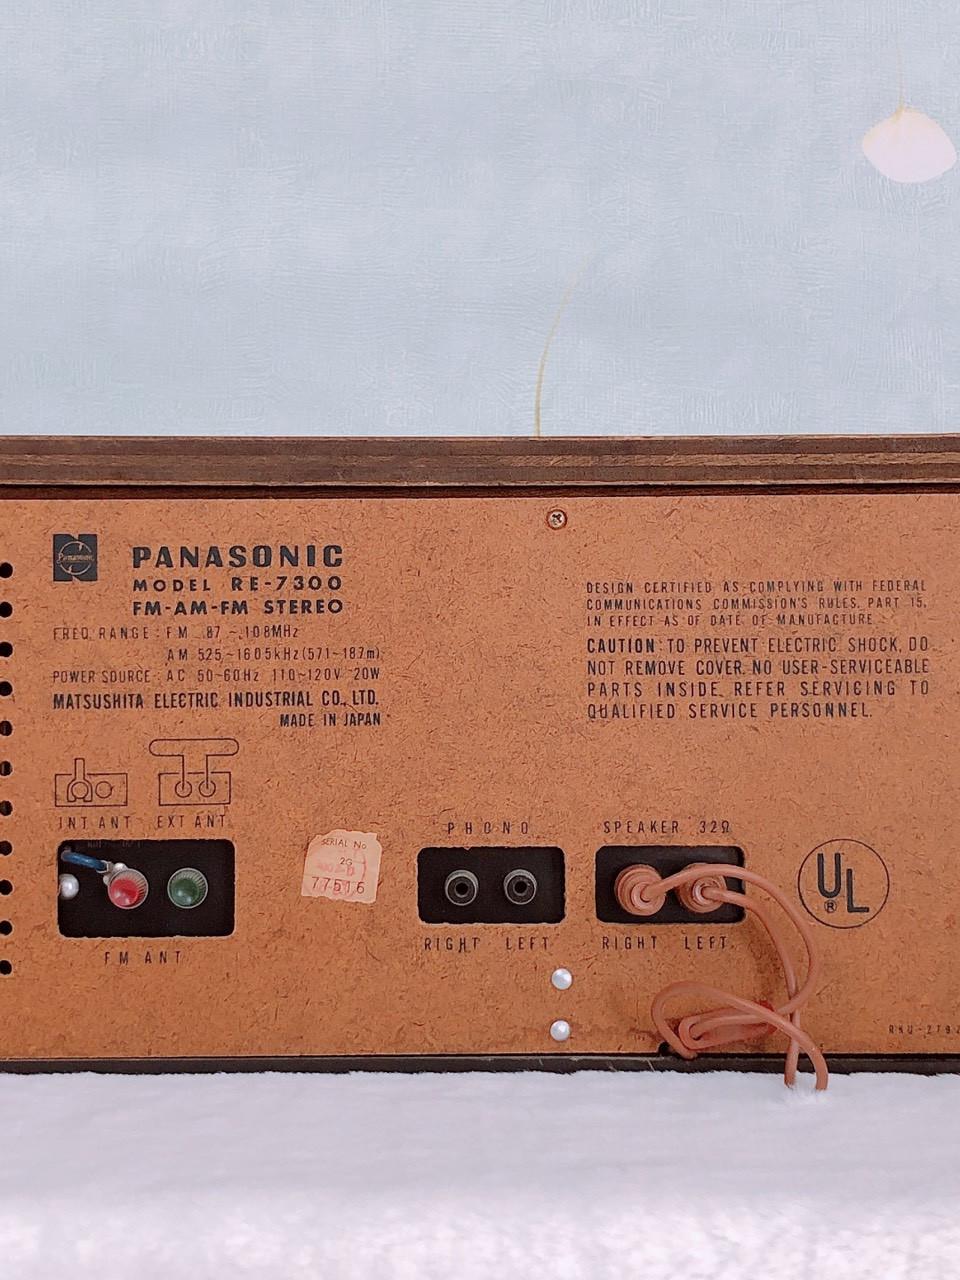 Panasonic
PANASONIC
MODEL RE-7300
FM-AM-FM STEREO
FREQ. RANGE : FM 87 ~ 108MHz
AM 525~1605kHz(571~187m)
POWER SOURCE : AC 50~60Hz 110~120V 20W
MATSUSHITA ELECTRIC INDUSTRIAL CO., LTD.
MADE IN JAPAN
DESIGN CERTIFIED AS COMPLYING WITH FEDERAL
COMMUNICATIONS COMMISSION'S RULES, PART 15,
IN EFFECT AS OF DATE OF MANUFACTURE.
CAUTION : TO PREVENT ELECTRIC SHOCK, DO
NOT REMOVE COVER. NO USER-SERVICEABLE
PARTS INSIDE. REFER SERVICING TO
QUALIFIED SERVICE PERSONNEL.
INT ANT EXT ANT
FM ANT
SERIAL No
2G
77516
PHONO
RIGHT LEFT
SPEAKER 32Ω
RIGHT LEFT
UL
®